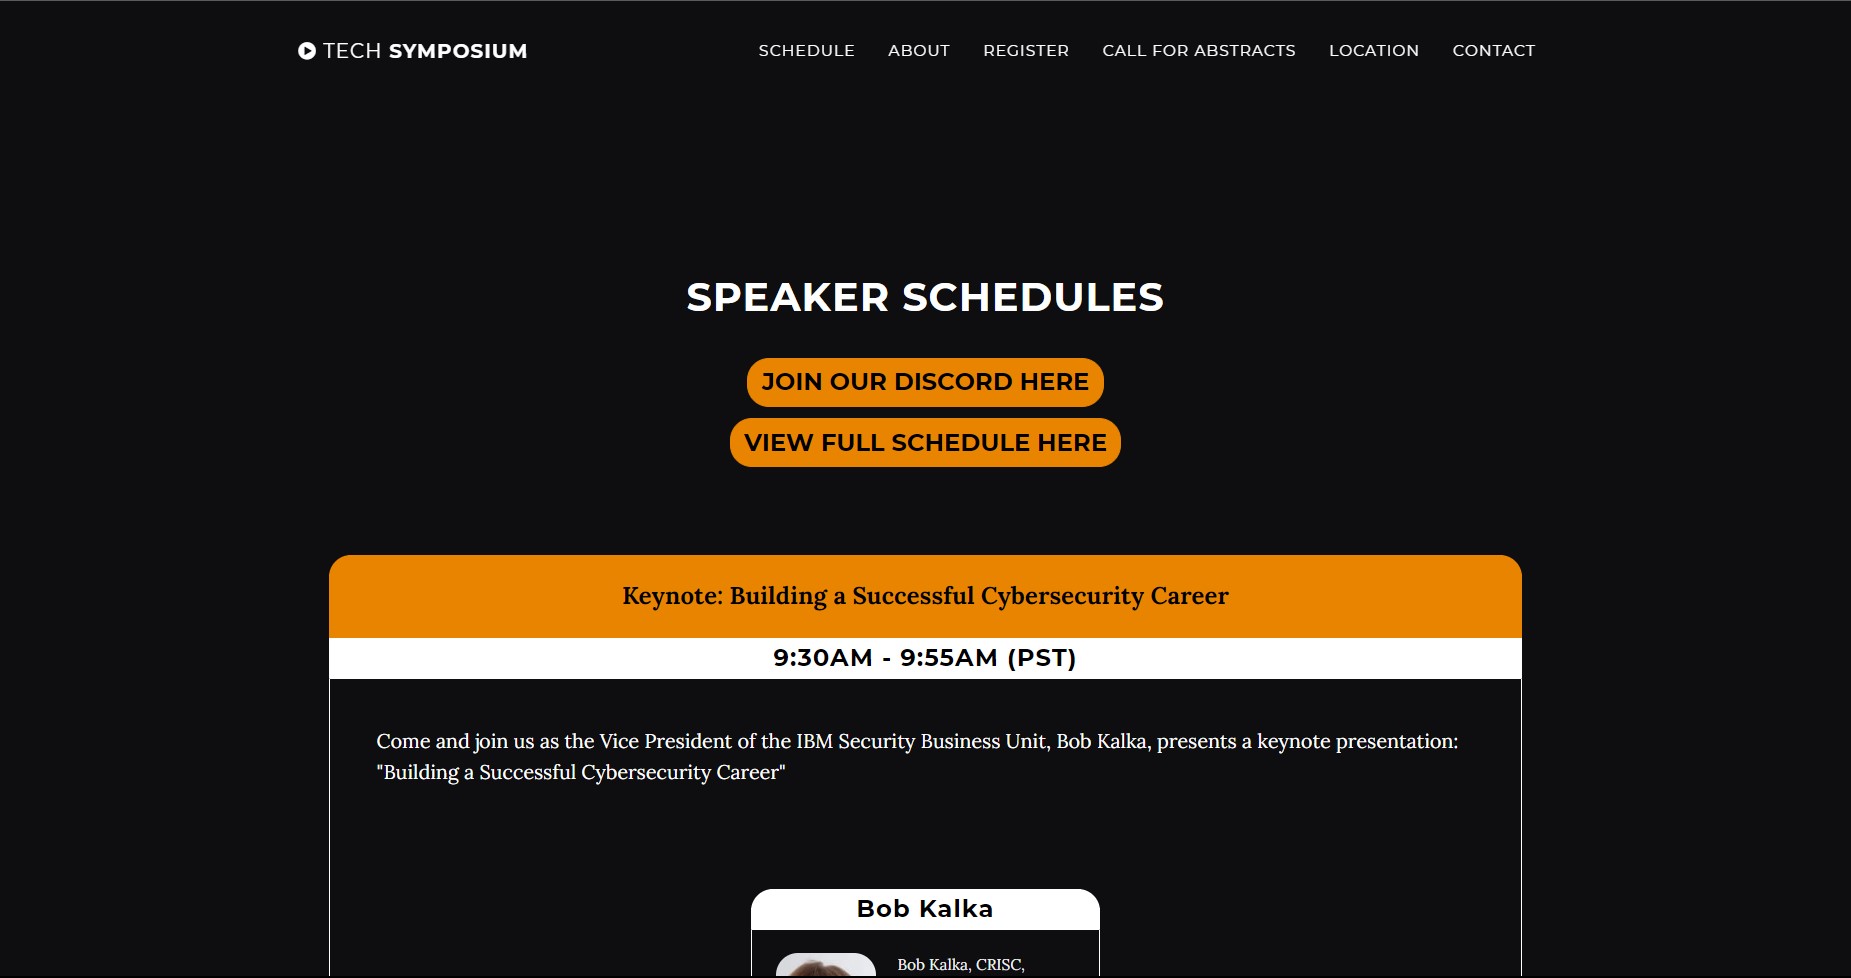 TECH SYMPOSIUM
SCHEDULE ABOUT REGISTER CALL FOR ABSTRACTS LOCATION CONTACT
SPEAKER SCHEDULES
JOIN OUR DISCORD HERE
VIEW FULL SCHEDULE HERE
Keynote: Building a Successful Cybersecurity Career
9:30AM - 9:55AM (PST)
Come and join us as the Vice President of the IBM Security Business Unit, Bob Kalka, presents a keynote presentation:
"Building a Successful Cybersecurity Career"
Bob Kalka
Bob Kalka, CRISC,